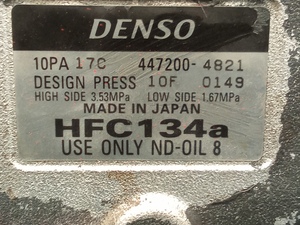 DENSO
10PA 17C 447200-4821
DESIGN PRESS 10F 0149
HIGH SIDE 3.53MPa LOW SIDE 1.67MPa
MADE IN JAPAN
HFC134a
USE ONLY ND-OIL 8